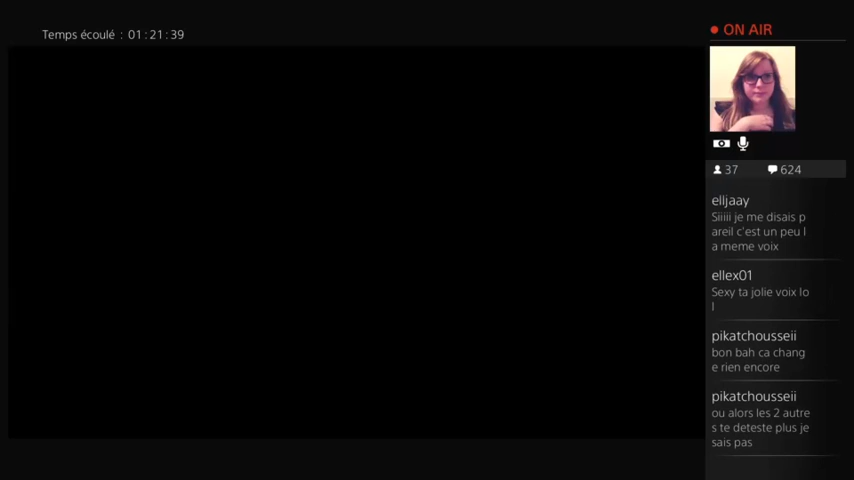 Temps écoulé : 01:21:39
ON AIR
37 624
elljaay
Siiiii je me disais p
areil c'est un peu l
a meme voix
ellex01
Sexy ta jolie voix lo
l
pikatchousseii
bon bah ca chang
e rien encore
pikatchousseii
ou alors les 2 autre
s te deteste plus je
sais pas